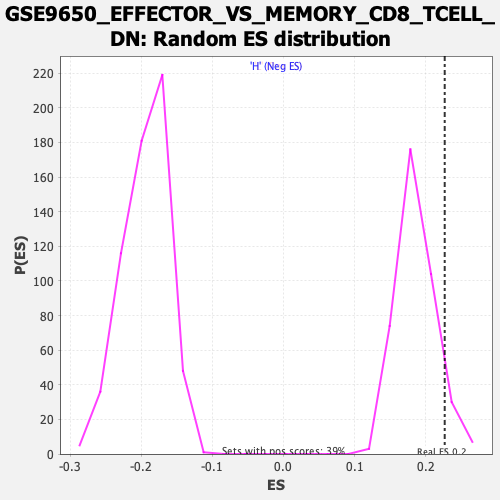 GSE9650_EFFECTOR_VS_MEMORY_CD8_TCELL_
DN: Random ES distribution
'H' (Neg ES)
220
200
180
160
140
120
100
80
60
40
20
0
P(ES)
Sets with pos scores: 39%
Real ES 0.2
-0.3 -0.2 -0.1 0.0 0.1 0.2
ES